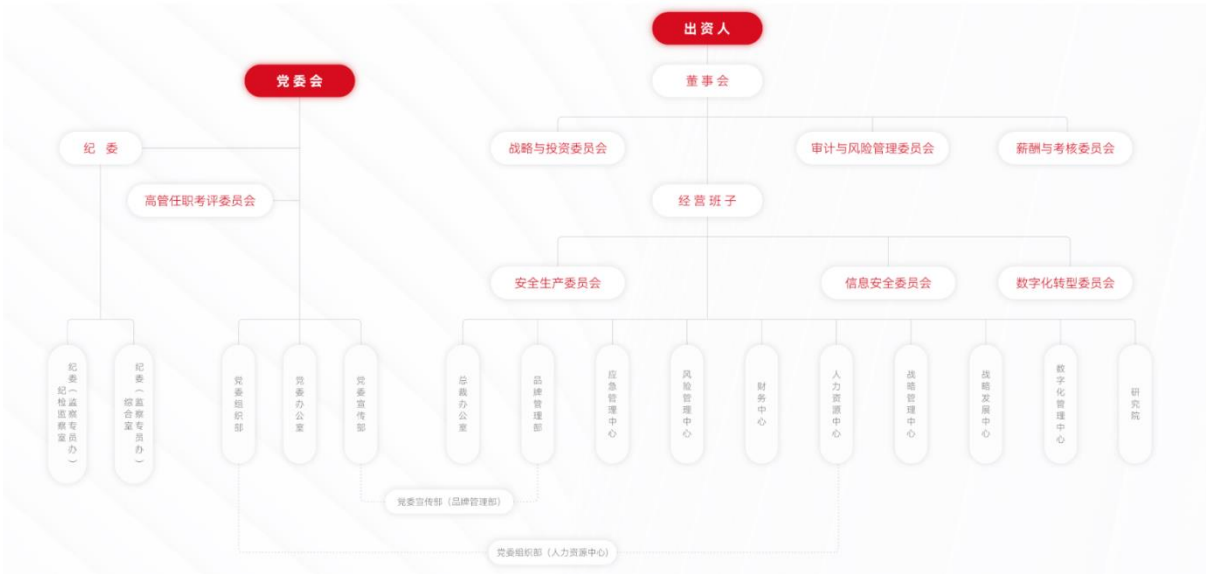 出资人
党委会
董事会
纪 委
战略与投资委员会
审计与风险管理委员会
薪酬与考核委员会
高管任职考评委员会
经营班子
安全生产委员会
信息安全委员会
数字化转型委员会
纪委（监察专员办）
纪检监察室
纪委（监察专员办）
综合室
党委组织部
党委办公室
党委宣传部
总裁办公室
品牌管理部
应急管理中心
风险管理中心
财务中心
人力资源中心
战略管理中心
战略发展中心
数字化管理中心
研究院
党委宣传部（品牌管理部）
党委组织部（人力资源中心）